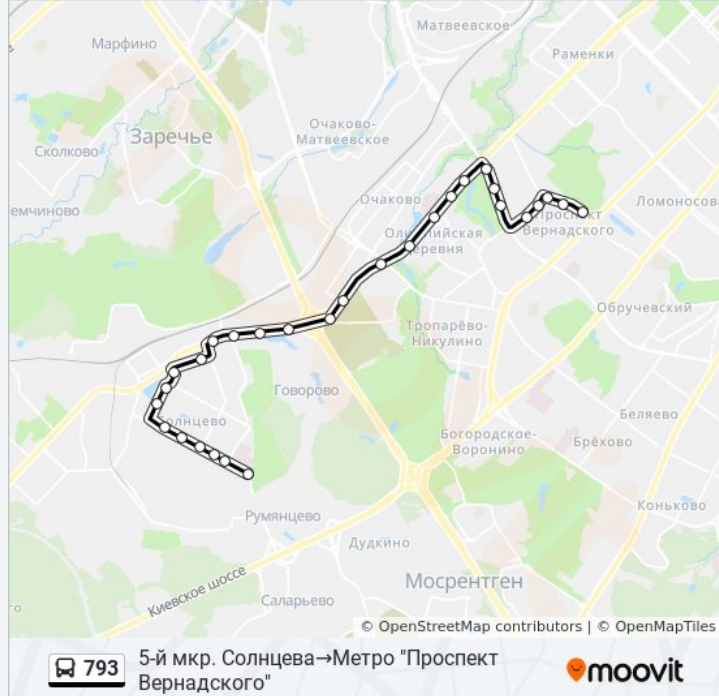 Матвеевское
Марфино
Раменки
Очаково-
Матвеевское
Заречье
Сколково
Очаково
Ломоносовс
емчиново
Проспект
Вернадского
Обручевский
Тропарёво-
Никулино
Говорово
Солнцево
Беляево
Богородское-
Воронино
Брёхово
Коньково
Румянцево
Дудкино
Киевское шоссе
Мосрентген
Саларьево
го
© OpenStreetMap contributors | © OpenMapTiles
793
5-й мкр. Солнцева→Метро "Проспект
Вернадского"
moovit